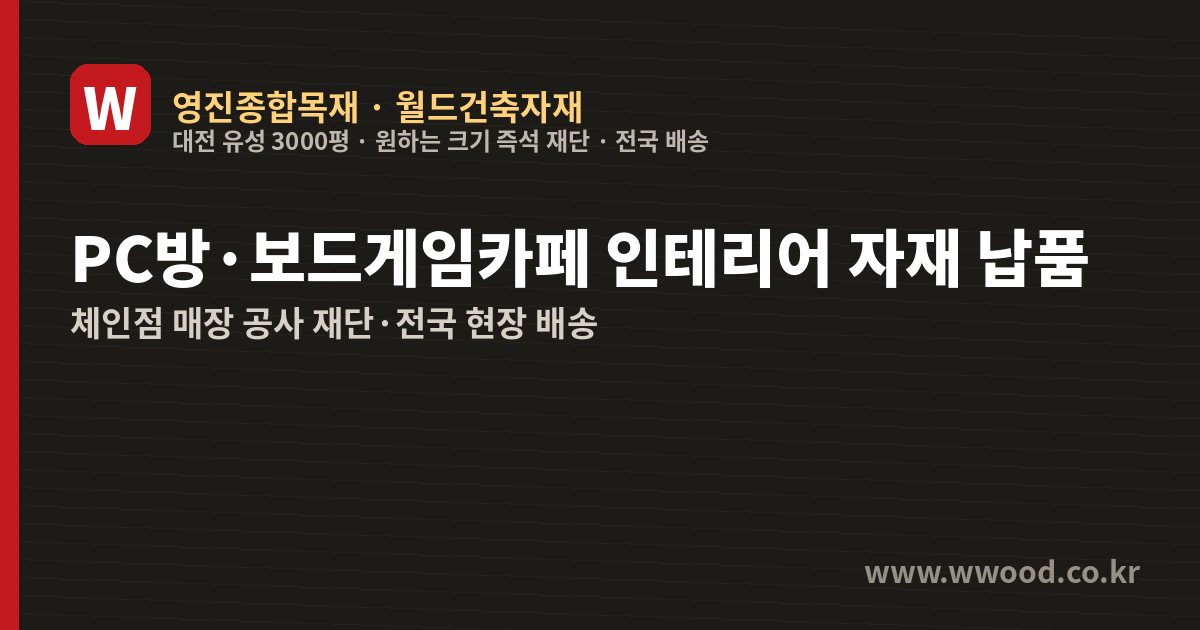 W
영진종합목재 · 월드건축자재
대전 유성 3000평 · 원하는 크기 즉석 재단 · 전국 배송
PC방·보드게임카페 인테리어 자재 납품
체인점 매장 공사 재단·전국 현장 배송
www.wwood.co.kr